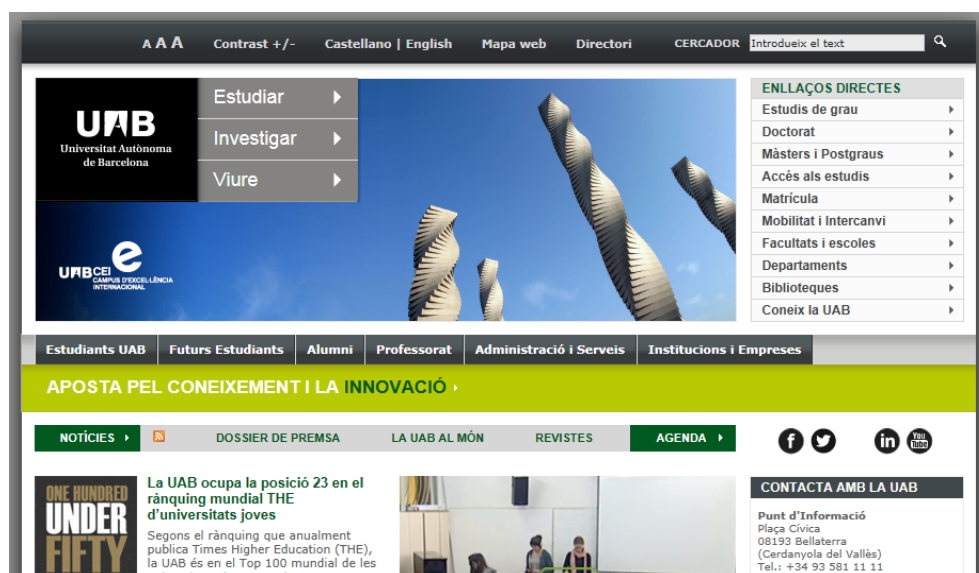 A A A Contrast +/- Castellano | English Mapa web Directori CERCADOR Introdueix el text
UAB
Universitat Autònoma
de Barcelona
Estudiar
Investigar
Viure
UAB CEI
CAMPUS D'EXCEL·LÈNCIA
INTERNACIONAL
ENLLAÇOS DIRECTES
Estudis de grau
Doctorat
Màsters i Postgraus
Accés als estudis
Matrícula
Mobilitat i Intercanvi
Facultats i escoles
Departaments
Biblioteques
Coneix la UAB
Estudiants UAB Futurs Estudiants Alumni Professorat Administració i Serveis Institucions i Empreses
APOSTA PEL CONEIXEMENT I LA INNOVACIÓ
NOTÍCIES DOSSIER DE PREMSA LA UAB AL MÓN REVISTES AGENDA
You
Tube
ONE HUNDRED
UNDER
FIFTY
La UAB ocupa la posició 23 en el
rànquing mundial THE
d'universitats joves
Segons el rànquing que anualment
publica Times Higher Education (THE),
la UAB és en el Top 100 mundial de les
CONTACTA AMB LA UAB
Punt d'Informació
Plaça Cívica
08193 Bellaterra
(Cerdanyola del Vallès)
Tel.: +34 93 581 11 11